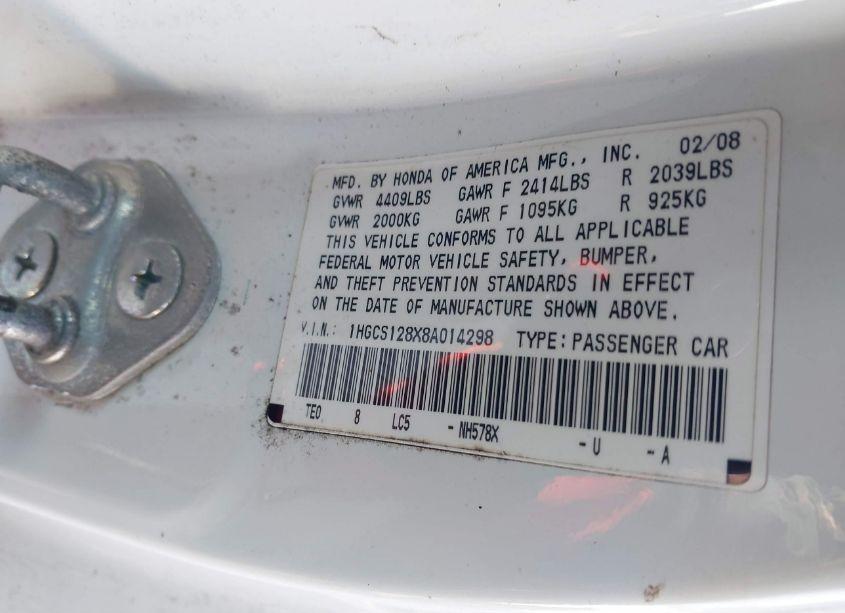 MFD. BY HONDA OF AMERICA MFG., INC. 02/08
GVWR 4409LBS GAWR F 2414LBS R 2039LBS
GVWR 2000KG GAWR F 1095KG R 925KG
THIS VEHICLE CONFORMS TO ALL APPLICABLE
FEDERAL MOTOR VEHICLE SAFETY, BUMPER,
AND THEFT PREVENTION STANDARDS IN EFFECT
ON THE DATE OF MANUFACTURE SHOWN ABOVE.
V.I.N.: 1HGCS128X8A014298 TYPE:PASSENGER CAR
TE0 8 LC5 -NH578X -U -A